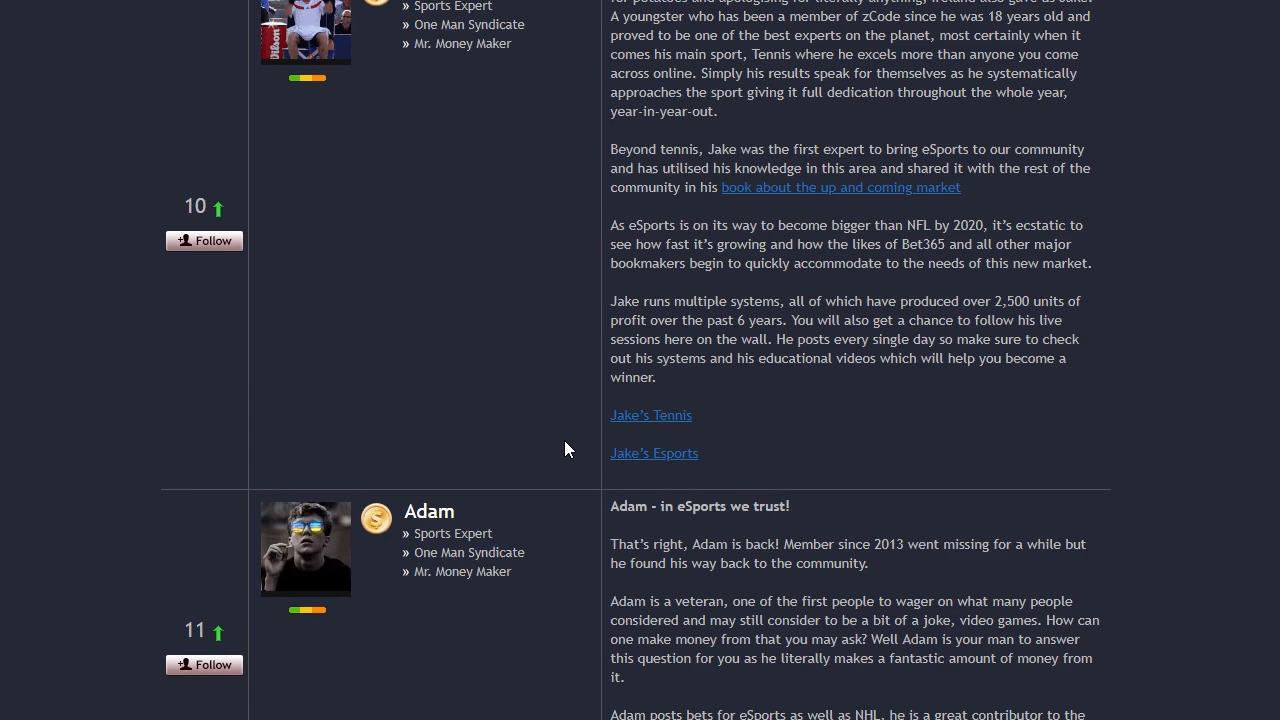 for potatoes and apologising for literally anything, Ireland also gave us Jake.
» Sports Expert
» One Man Syndicate
» Mr. Money Maker
A youngster who has been a member of zCode since he was 18 years old and
proved to be one of the best experts on the planet, most certainly when it
comes his main sport, Tennis where he excels more than anyone you come
across online. Simply his results speak for themselves as he systematically
approaches the sport giving it full dedication throughout the whole year,
year-in-year-out.
Beyond tennis, Jake was the first expert to bring eSports to our community
and has utilised his knowledge in this area and shared it with the rest of the
community in his book about the up and coming market
10
Follow
As eSports is on its way to become bigger than NFL by 2020, it’s ecstatic to
see how fast it’s growing and how the likes of Bet365 and all other major
bookmakers begin to quickly accommodate to the needs of this new market.
Jake runs multiple systems, all of which have produced over 2,500 units of
profit over the past 6 years. You will also get a chance to follow his live
sessions here on the wall. He posts every single day so make sure to check
out his systems and his educational videos which will help you become a
winner.
Jake’s Tennis
Jake’s Esports
Adam
» Sports Expert
» One Man Syndicate
» Mr. Money Maker
11
Follow
Adam - in eSports we trust!
That’s right, Adam is back! Member since 2013 went missing for a while but
he found his way back to the community.
Adam is a veteran, one of the first people to wager on what many people
considered and may still consider to be a bit of a joke, video games. How can
one make money from that you may ask? Well Adam is your man to answer
this question for you as he literally makes a fantastic amount of money from
it.
Adam posts bets for eSports as well as NHL, he is a great contributor to the
Wilson